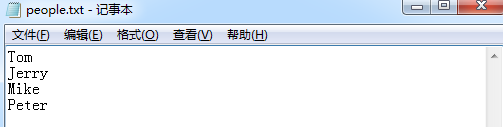 people.txt - 记事本
文件(F) 编辑(E) 格式(O) 查看(V) 帮助(H)
Tom
Jerry
Mike
Peter